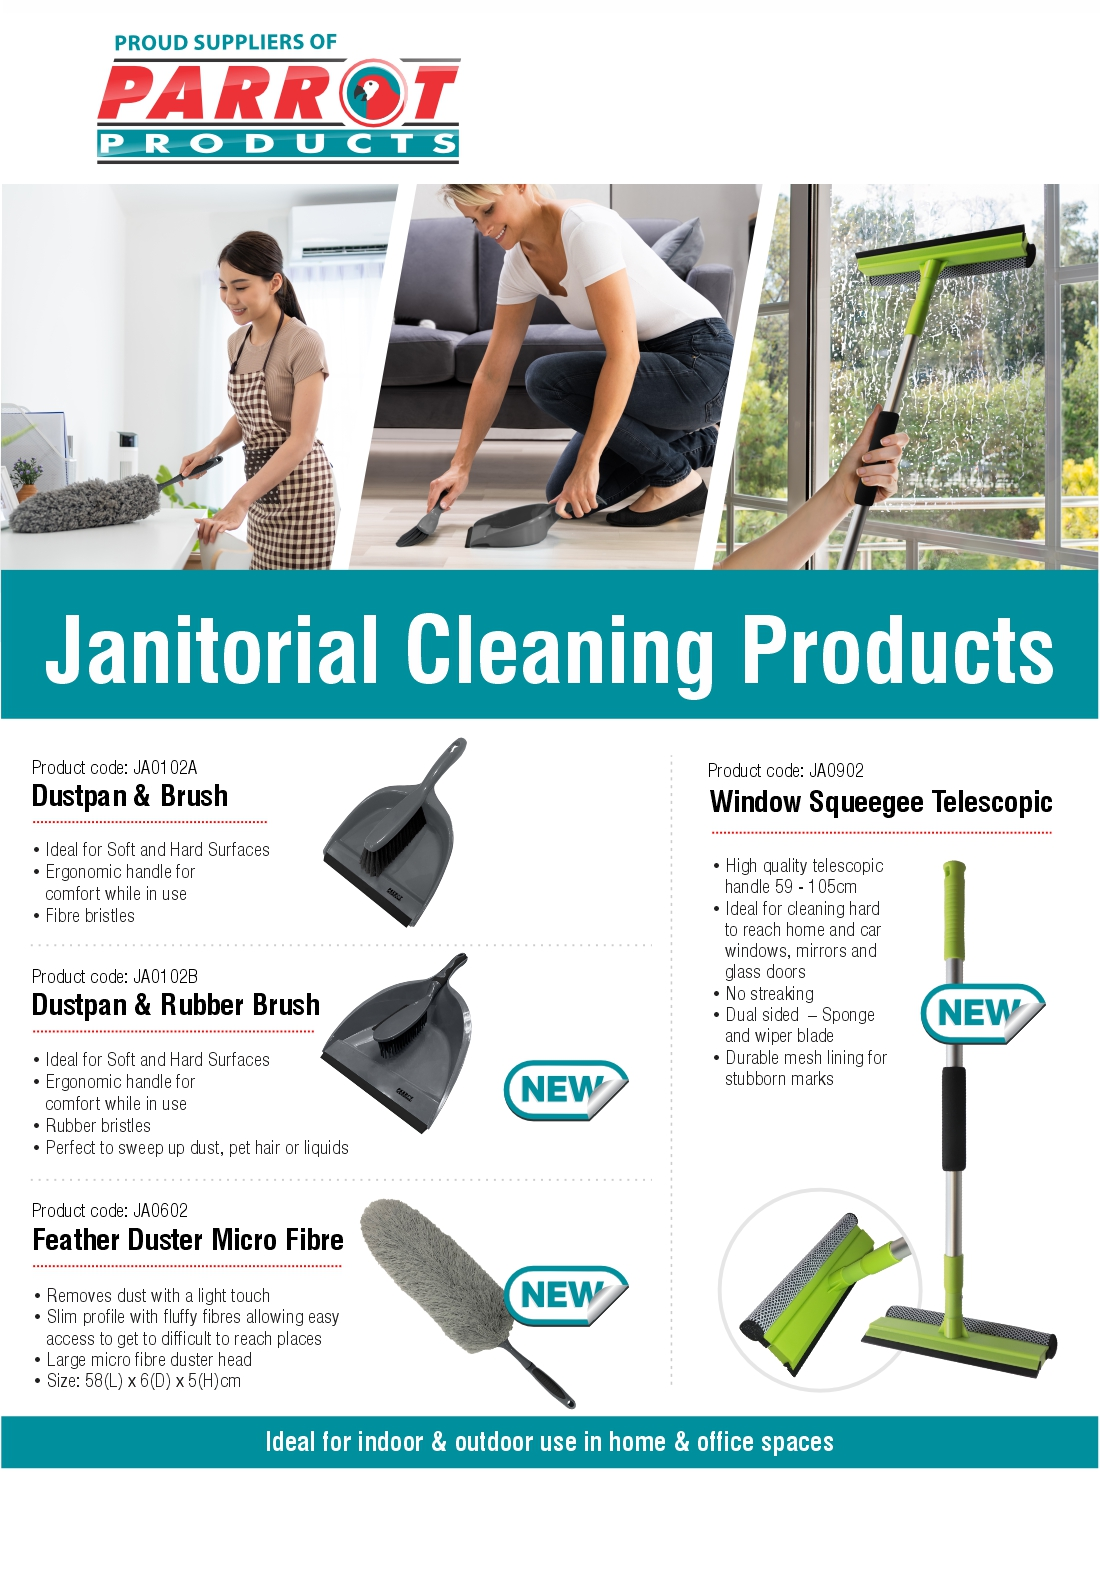 PROUD SUPPLIERS OF
PARROT
PRODUCTS
Janitorial Cleaning Products
Product code: JA0102A
Dustpan & Brush
• Ideal for Soft and Hard Surfaces
• Ergonomic handle for
comfort while in use
• Fibre bristles
Product code: JA0102B
Dustpan & Rubber Brush
• Ideal for Soft and Hard Surfaces
• Ergonomic handle for
comfort while in use
• Rubber bristles
• Perfect to sweep up dust, pet hair or liquids
NEW
Product code: JA0602
Feather Duster Micro Fibre
• Removes dust with a light touch
• Slim profile with fluffy fibres allowing easy
access to get to difficult to reach places
• Large micro fibre duster head
• Size: 58(L) x 6(D) x 5(H)cm
NEW
Product code: JA0902
Window Squeegee Telescopic
• High quality telescopic
handle 59 - 105cm
• Ideal for cleaning hard
to reach home and car
windows, mirrors and
glass doors
• No streaking
• Dual sided – Sponge
and wiper blade
• Durable mesh lining for
stubborn marks
NEW
Ideal for indoor & outdoor use in home & office spaces